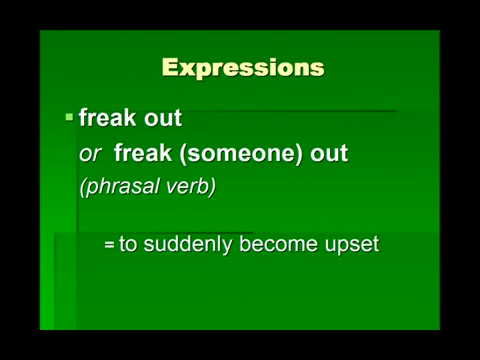 Expressions
freak out
or freak (someone) out
(phrasal verb)
= to suddenly become upset